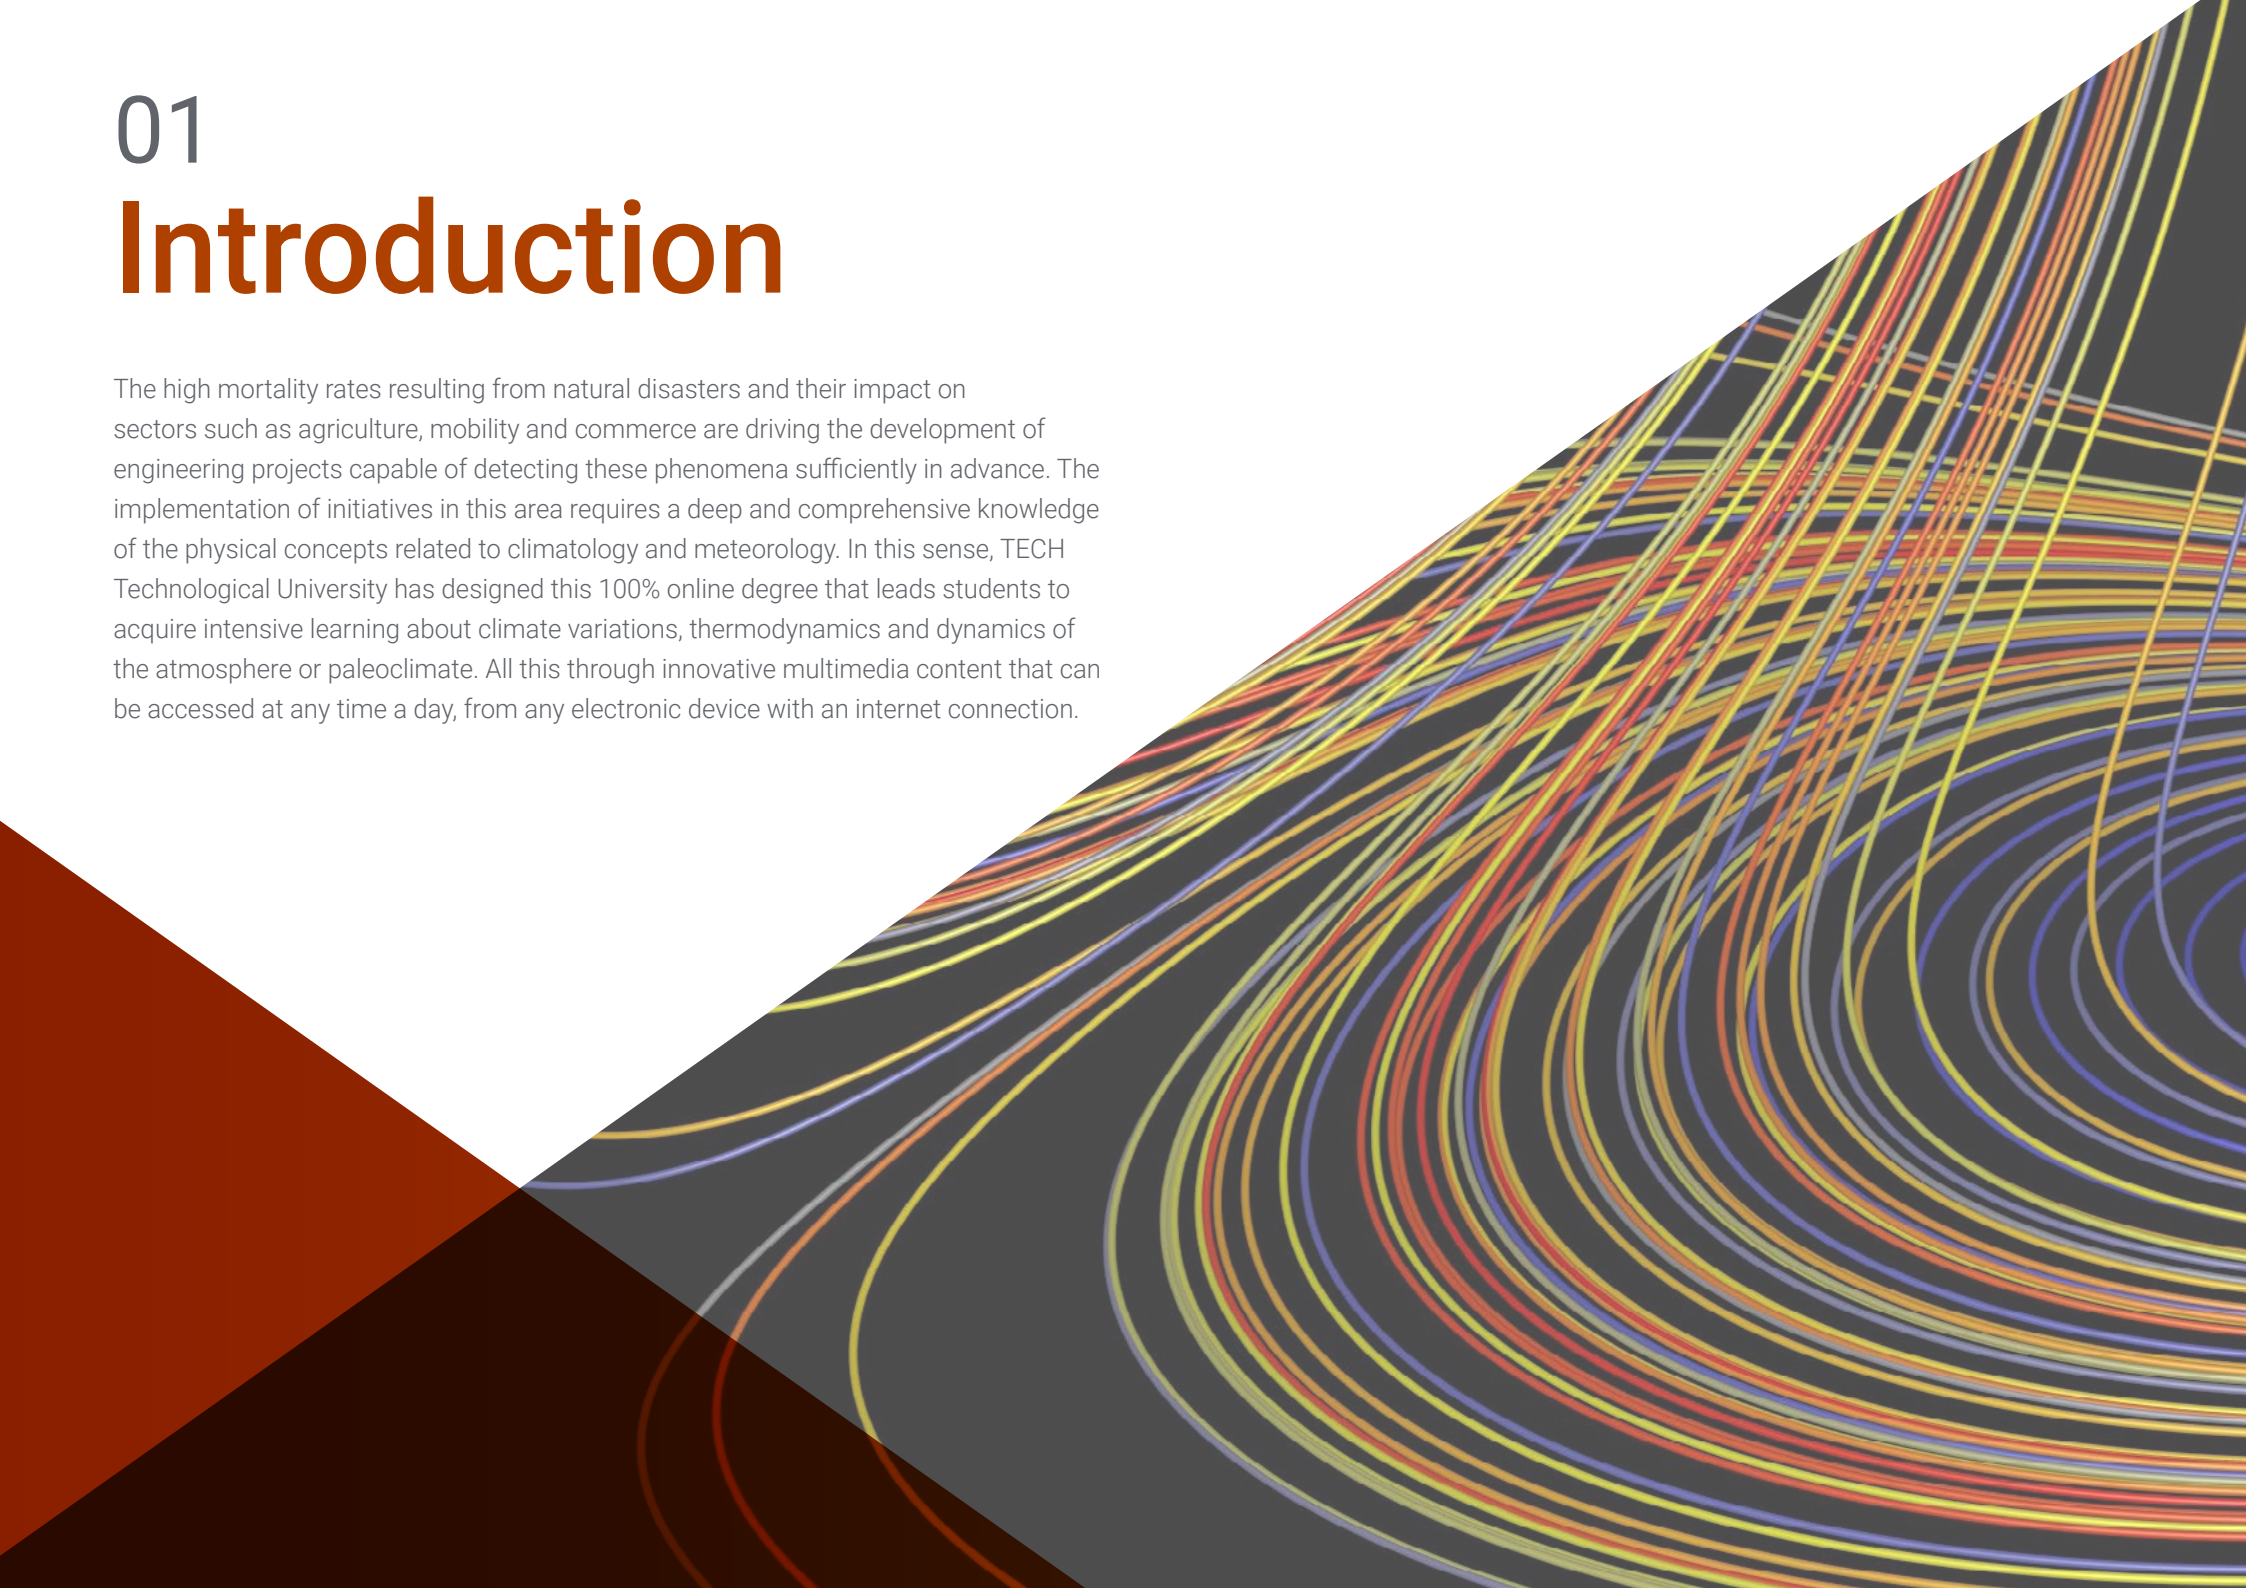 01
Introduction
The high mortality rates resulting from natural disasters and their impact on
sectors such as agriculture, mobility and commerce are driving the development of
engineering projects capable of detecting these phenomena sufficiently in advance. The
implementation of initiatives in this area requires a deep and comprehensive knowledge
of the physical concepts related to climatology and meteorology. In this sense, TECH
Technological University has designed this 100% online degree that leads students to
acquire intensive learning about climate variations, thermodynamics and dynamics of
the atmosphere or paleoclimate. All this through innovative multimedia content that can
be accessed at any time a day, from any electronic device with an internet connection.